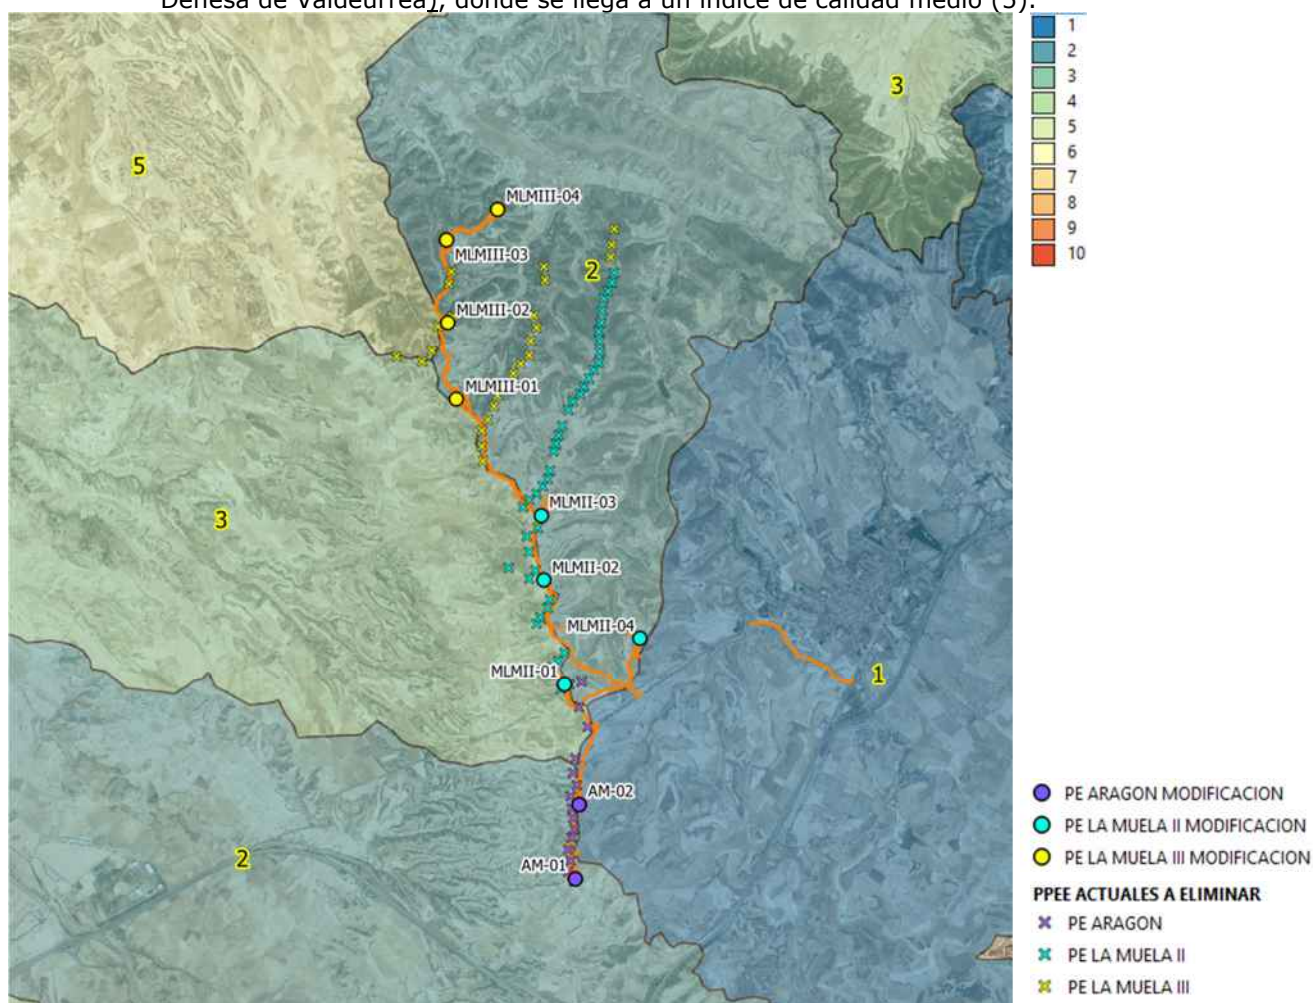 Dehesa de Valdeurrea), donde se llega a un índice de calidad medio (5).
1
2
3
4
5
6
7
8
9
10
3
5
MLMIII-04
MLMIII-03
2
MLMIII-02
MLMIII-01
MLMII-03
3
MLMII-02
MLMII-04
MLMII-01
1
AM-02
2
AM-01
PE ARAGON MODIFICACION
PE LA MUELA II MODIFICACION
PE LA MUELA III MODIFICACION
PPEE ACTUALES A ELIMINAR
PE ARAGON
PE LA MUELA II
PE LA MUELA III